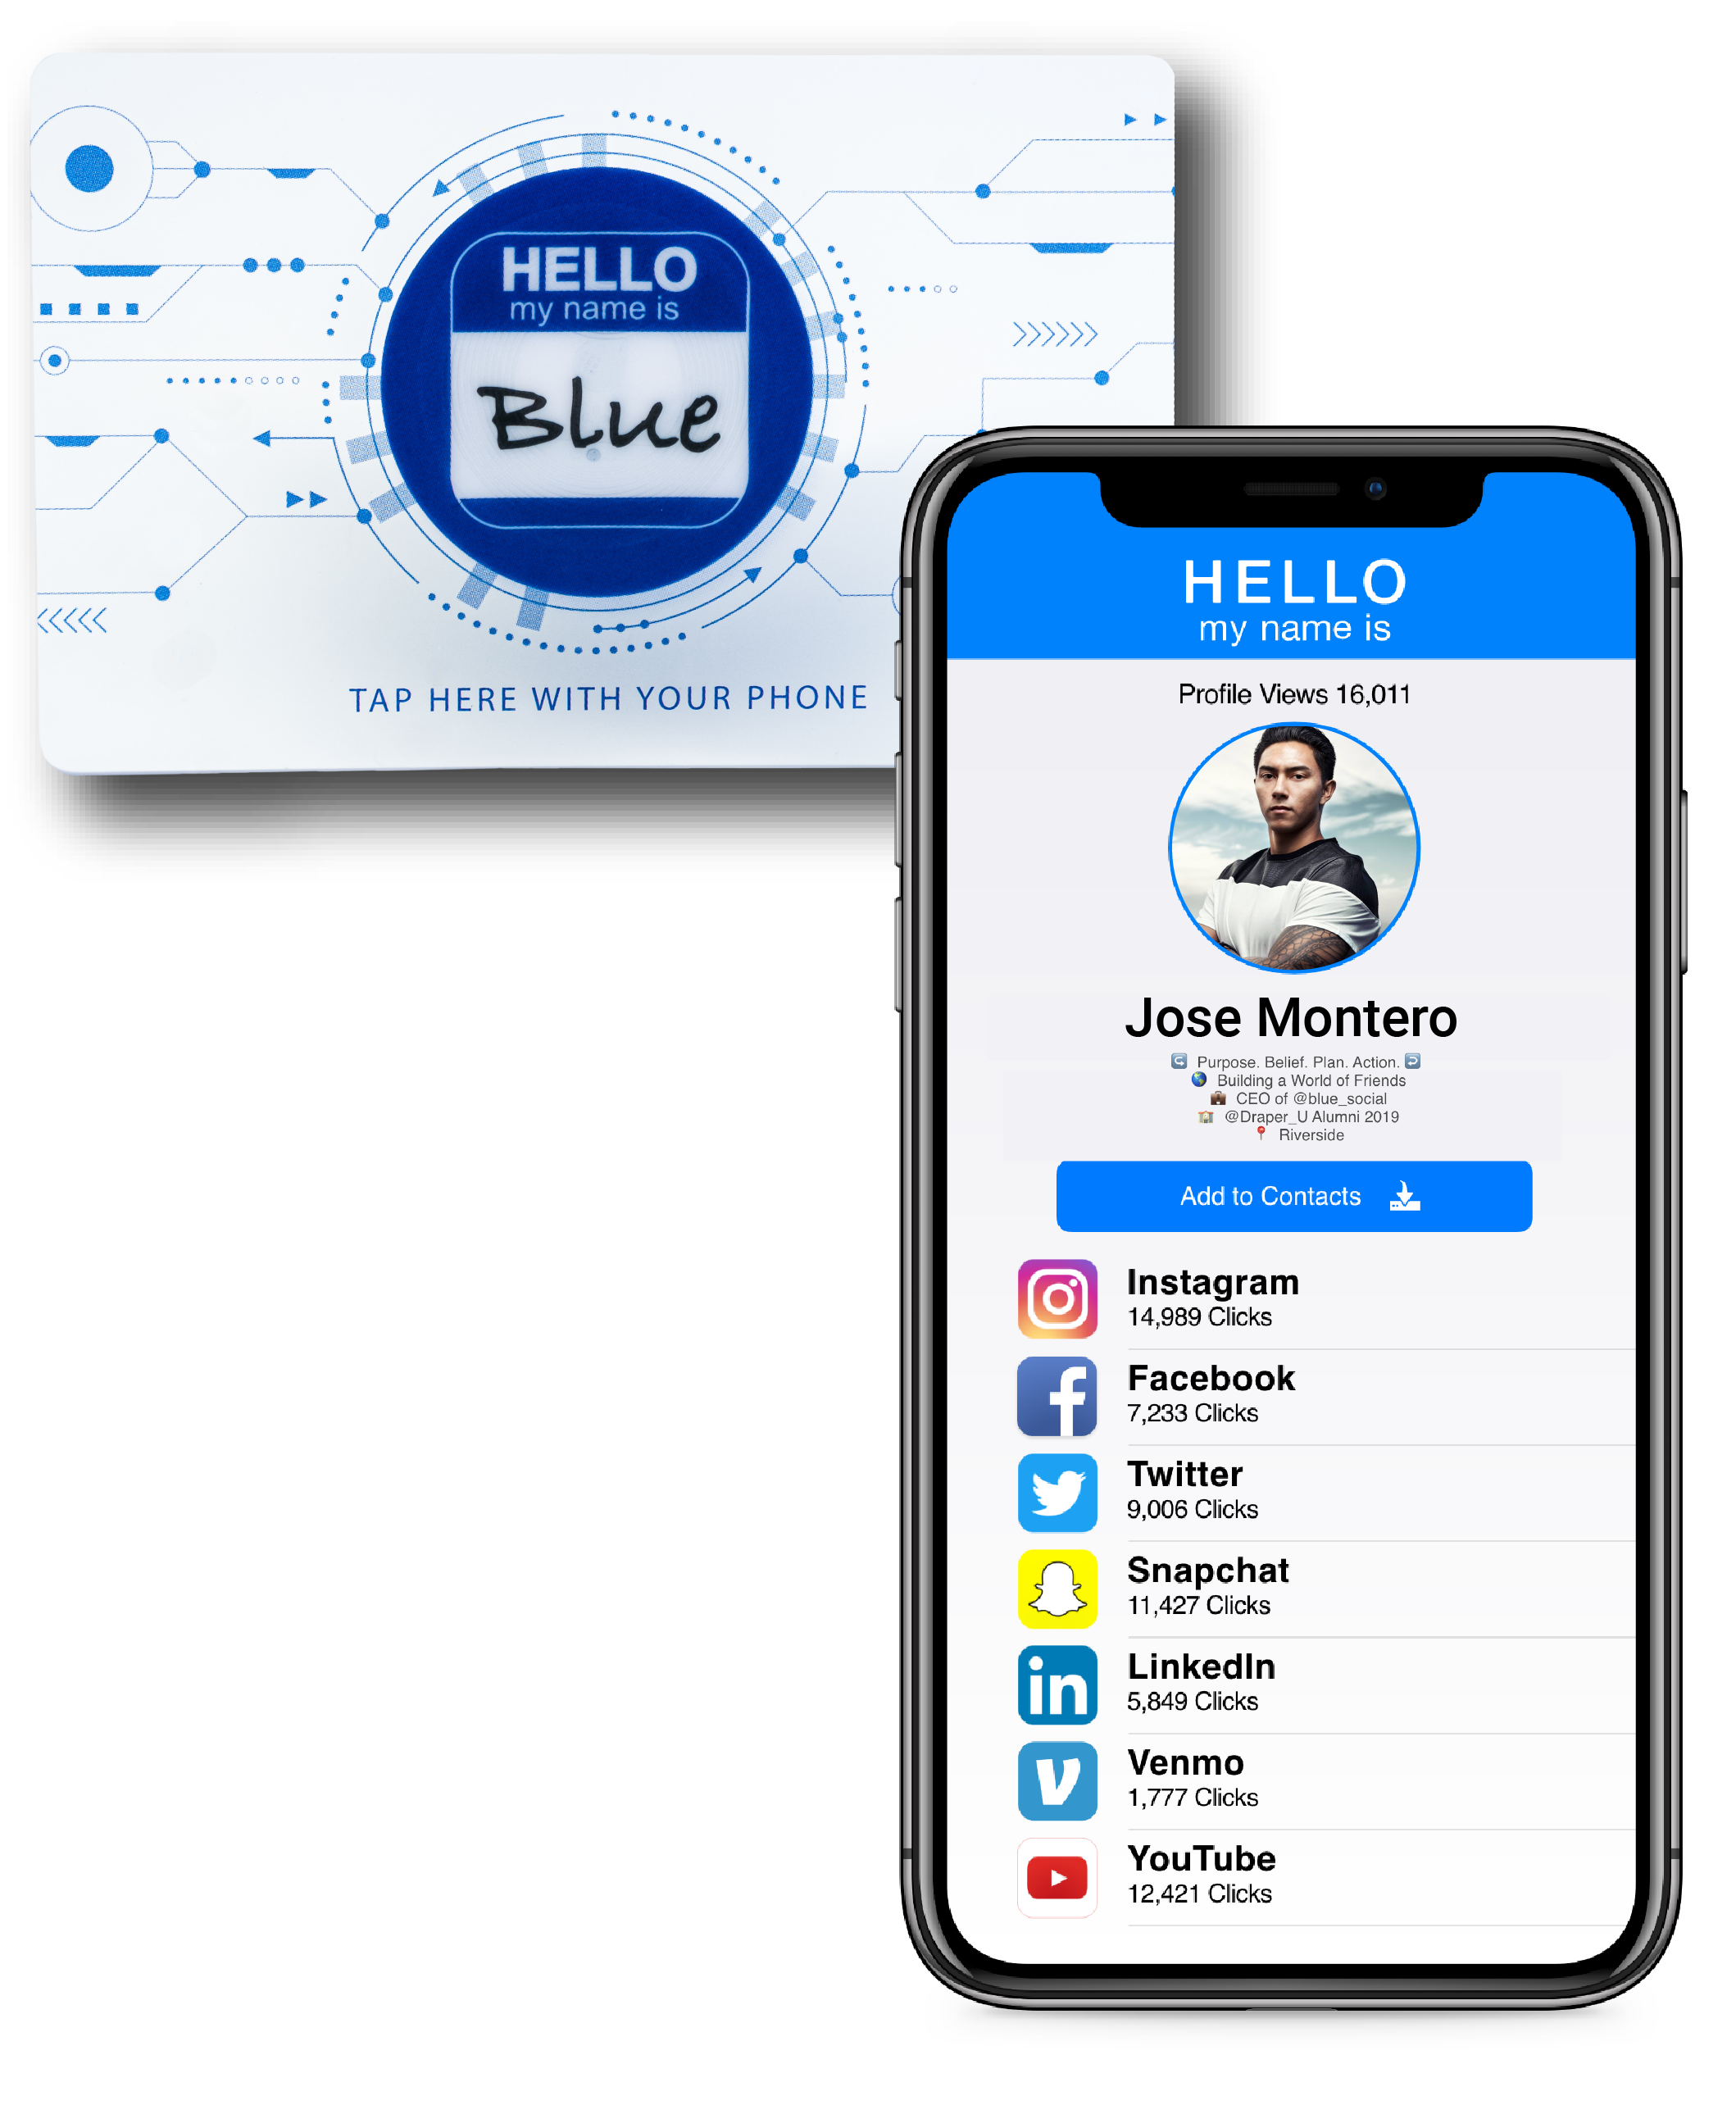 HELLO
my name is
Blue
TAP HERE WITH YOUR PHONE
HELLO
my name is
Profile Views 16,011
Jose Montero
Purpose. Belief. Plan. Action.
Building a World of Friends
CEO of @blue_social
@Draper_U Alumni 2019
Riverside
Add to Contacts
Instagram
14,989 Clicks
Facebook
7,233 Clicks
Twitter
9,006 Clicks
Snapchat
11,427 Clicks
LinkedIn
5,849 Clicks
Venmo
1,777 Clicks
YouTube
12,421 Clicks